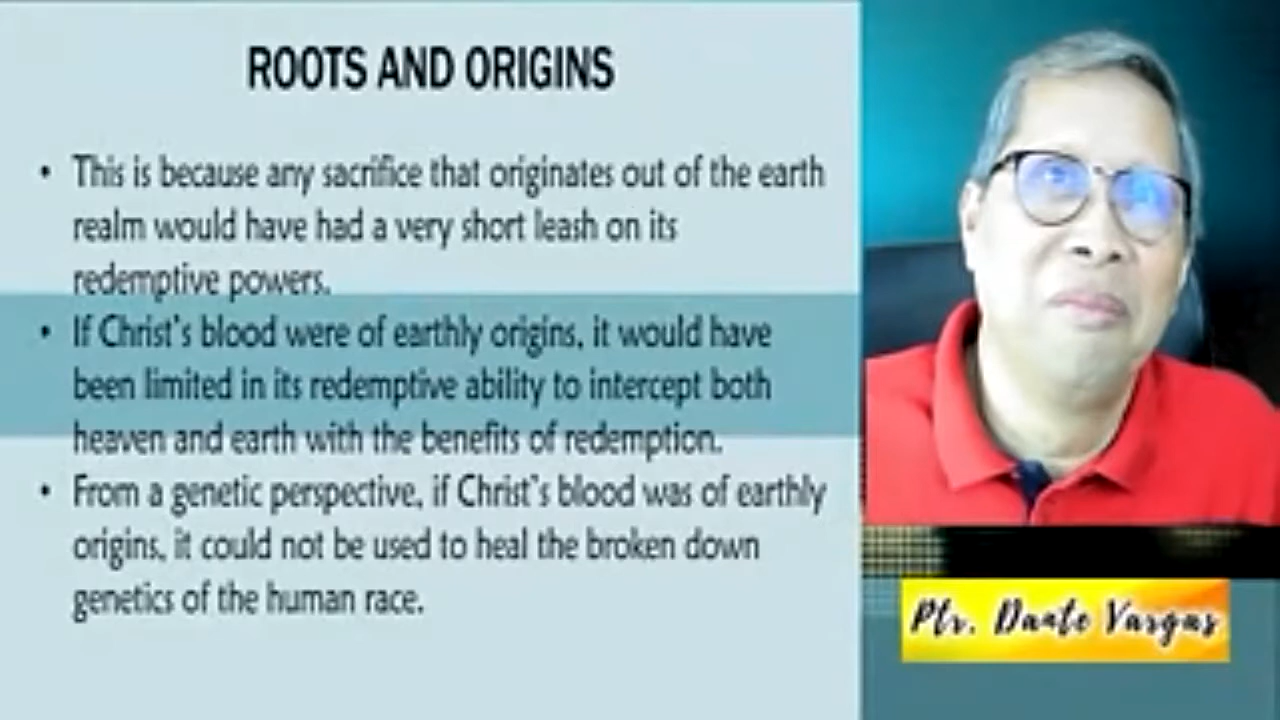 ROOTS AND ORIGINS
• This is because any sacrifice that originates out of the earth
realm would have had a very short leash on its
redemptive powers.
• If Christ`s blood were of earthly origins, it would have
been limited in its redemptive ability to intercept both
heaven and earth with the benefits of redemption.
• From a genetic perspective, if Christ`s blood was of earthly
origins, it could not be used to heal the broken down
genetics of the human race.
Ptr. Dante Vargas